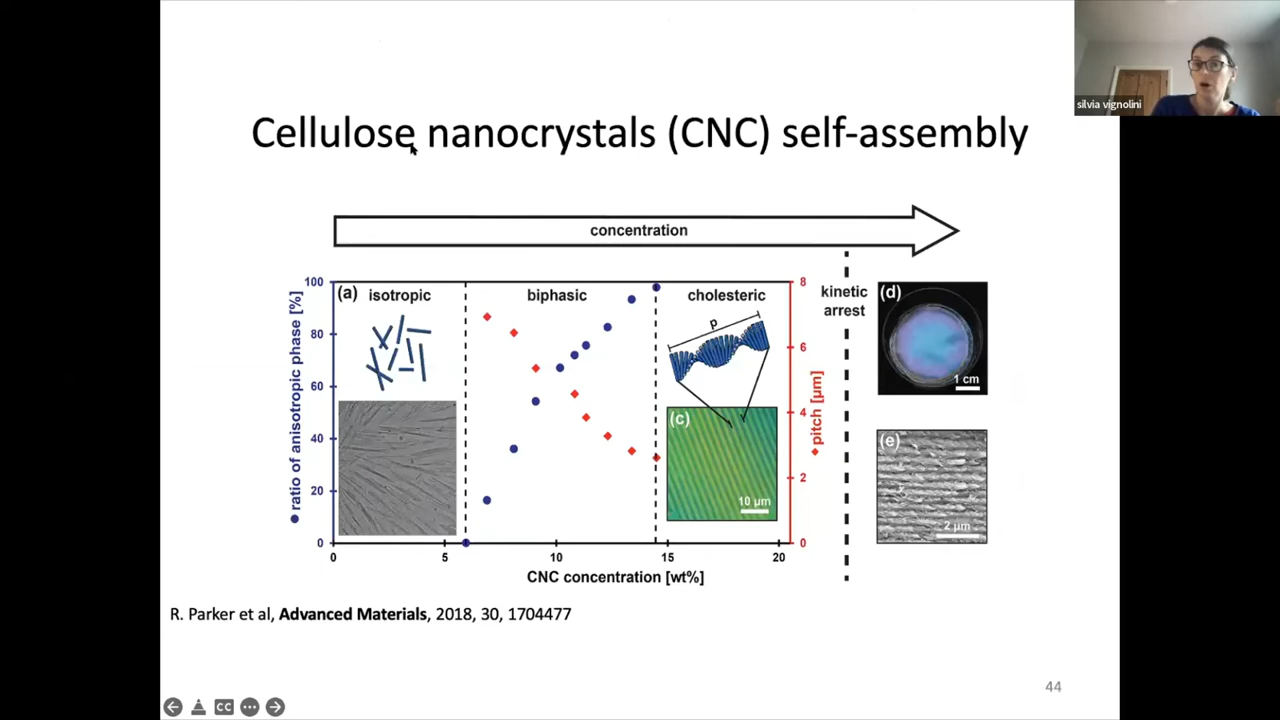 silvia vignolini
Cellulose nanocrystals (CNC) self-assembly
concentration
100
80
60
40
20
0
ratio of anisotropic phase [%]
(a)
isotropic
biphasic
cholesteric
p
(c)
10 μm
8
6
4
2
0
pitch [μm]
kinetic
arrest
(d)
1 cm
(e)
2 μm
0
5
10
15
20
CNC concentration [wt%]
R. Parker et al, Advanced Materials, 2018, 30, 1704477
44
CC